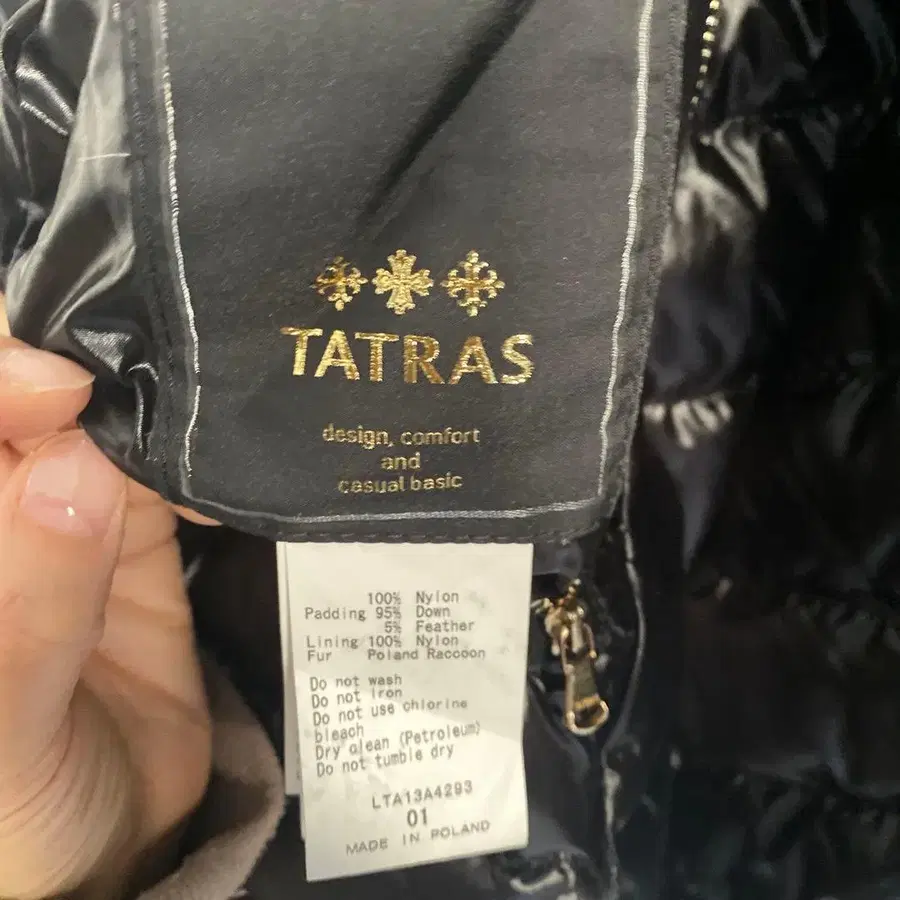 TATRAS
design, comfort
and
casual basic
100% Nylon
Padding 95% Down
5% Feather
Lining 100% Nylon
Fur Poland Raccoon
Do not wash
Do not iron
Do not use chlorine
bleach
Dry clean (Petroleum)
Do not tumble dry
LTA13A4293
01
MADE IN POLAND